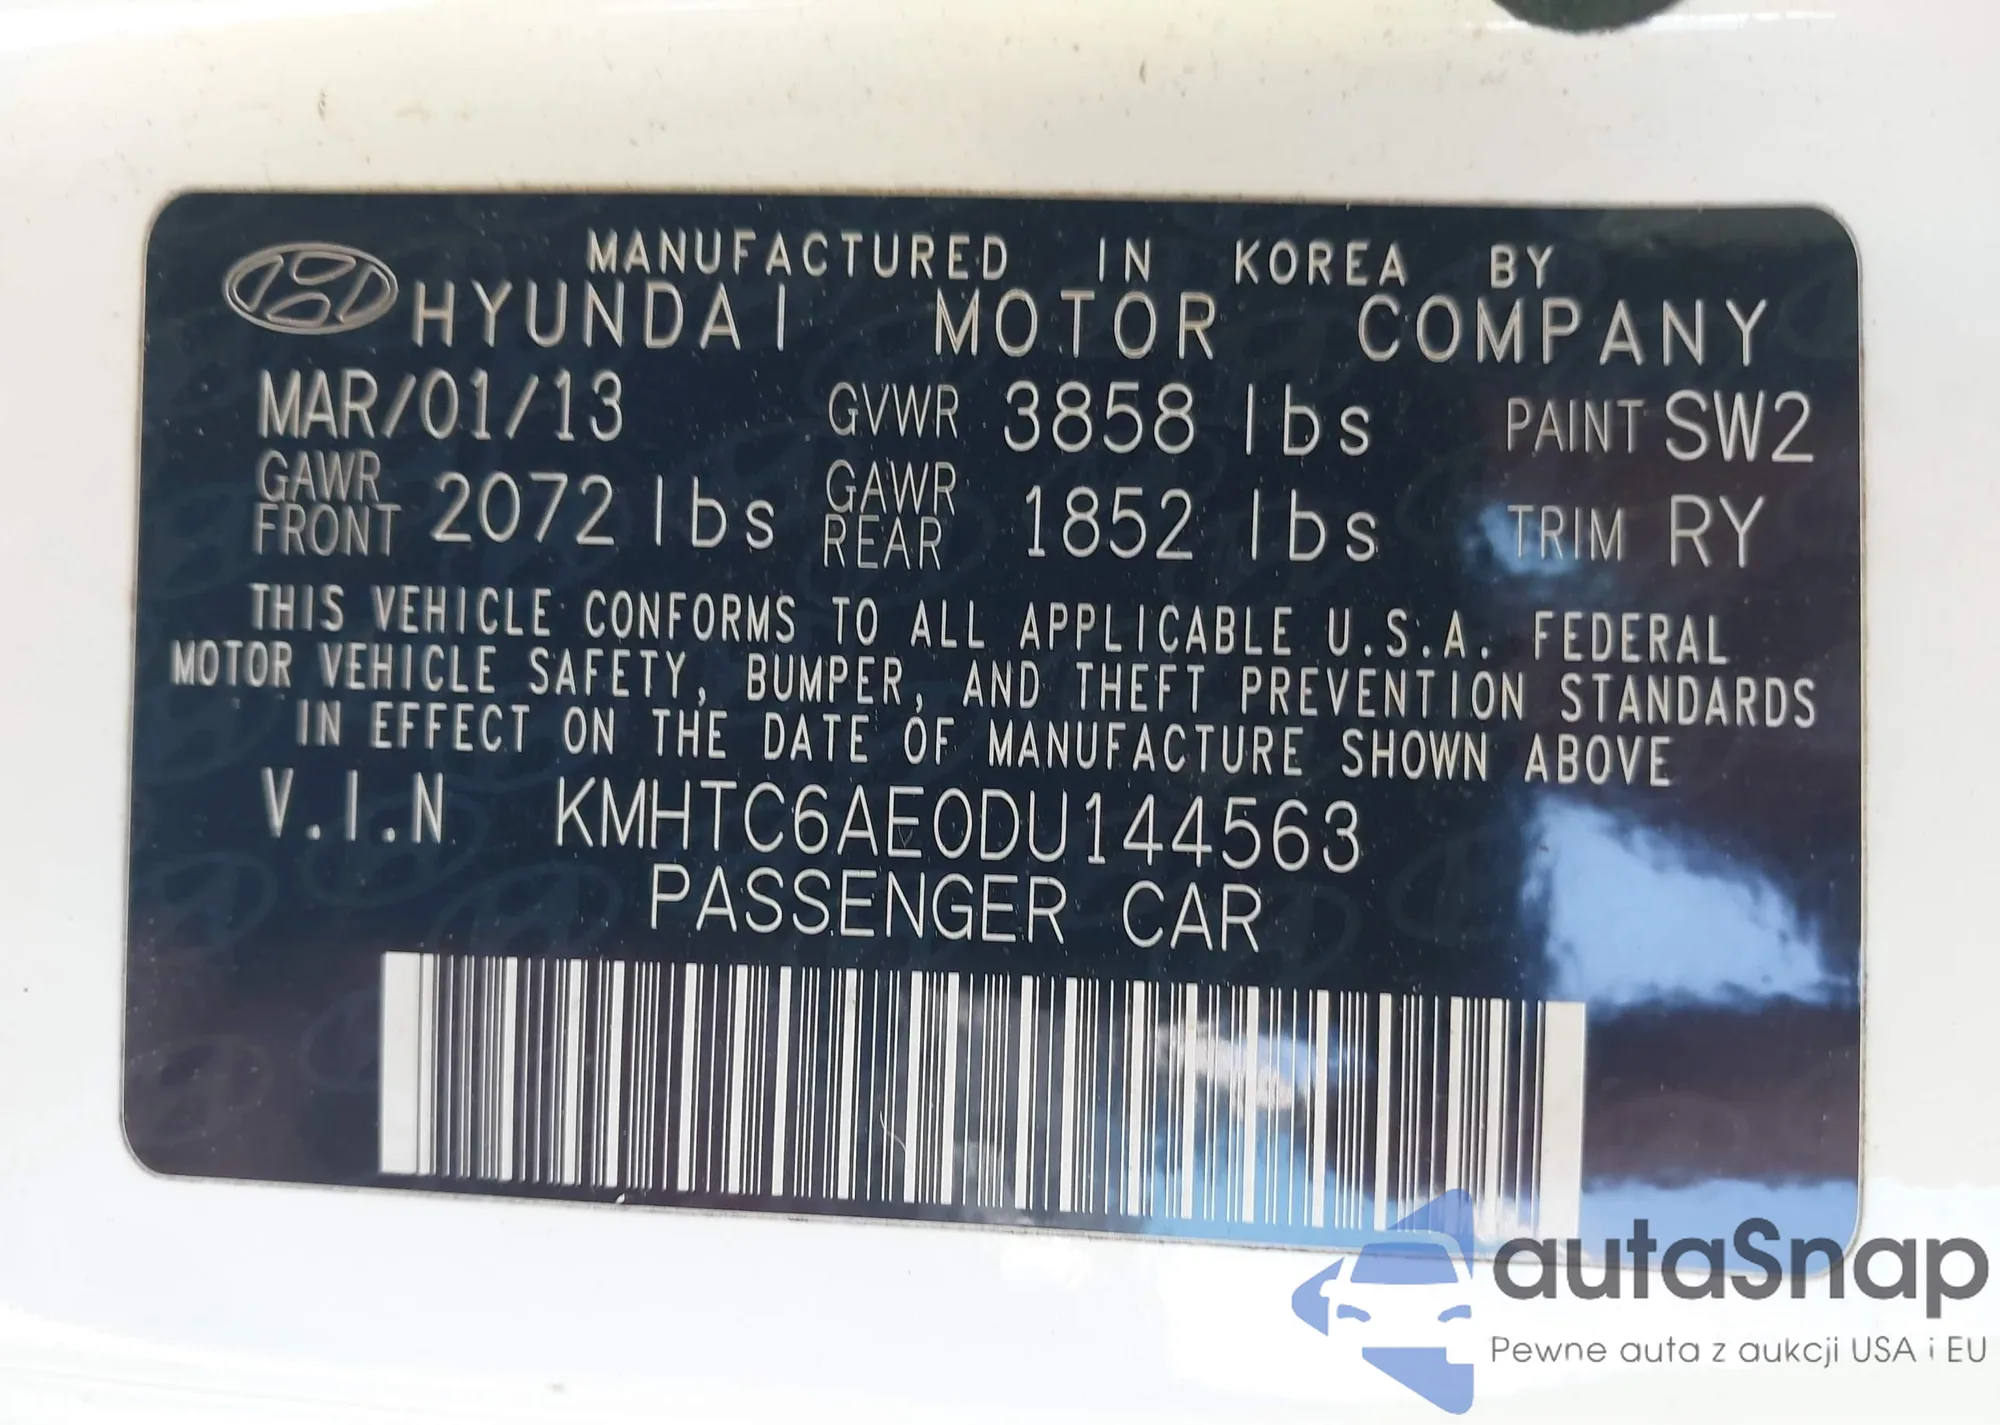 MANUFACTURED IN KOREA BY
HYUNDAI MOTOR COMPANY
MAR/01/13 GVWR 3858 lbs PAINT SW2
GAWR FRONT 2072 lbs GAWR REAR 1852 lbs TRIM RY
THIS VEHICLE CONFORMS TO ALL APPLICABLE U.S.A. FEDERAL
MOTOR VEHICLE SAFETY, BUMPER, AND THEFT PREVENTION STANDARDS
IN EFFECT ON THE DATE OF MANUFACTURE SHOWN ABOVE
V.I.N KMHTC6AE0DU144563
PASSENGER CAR
autaSnap
Pewne auta z aukcji USA i EU